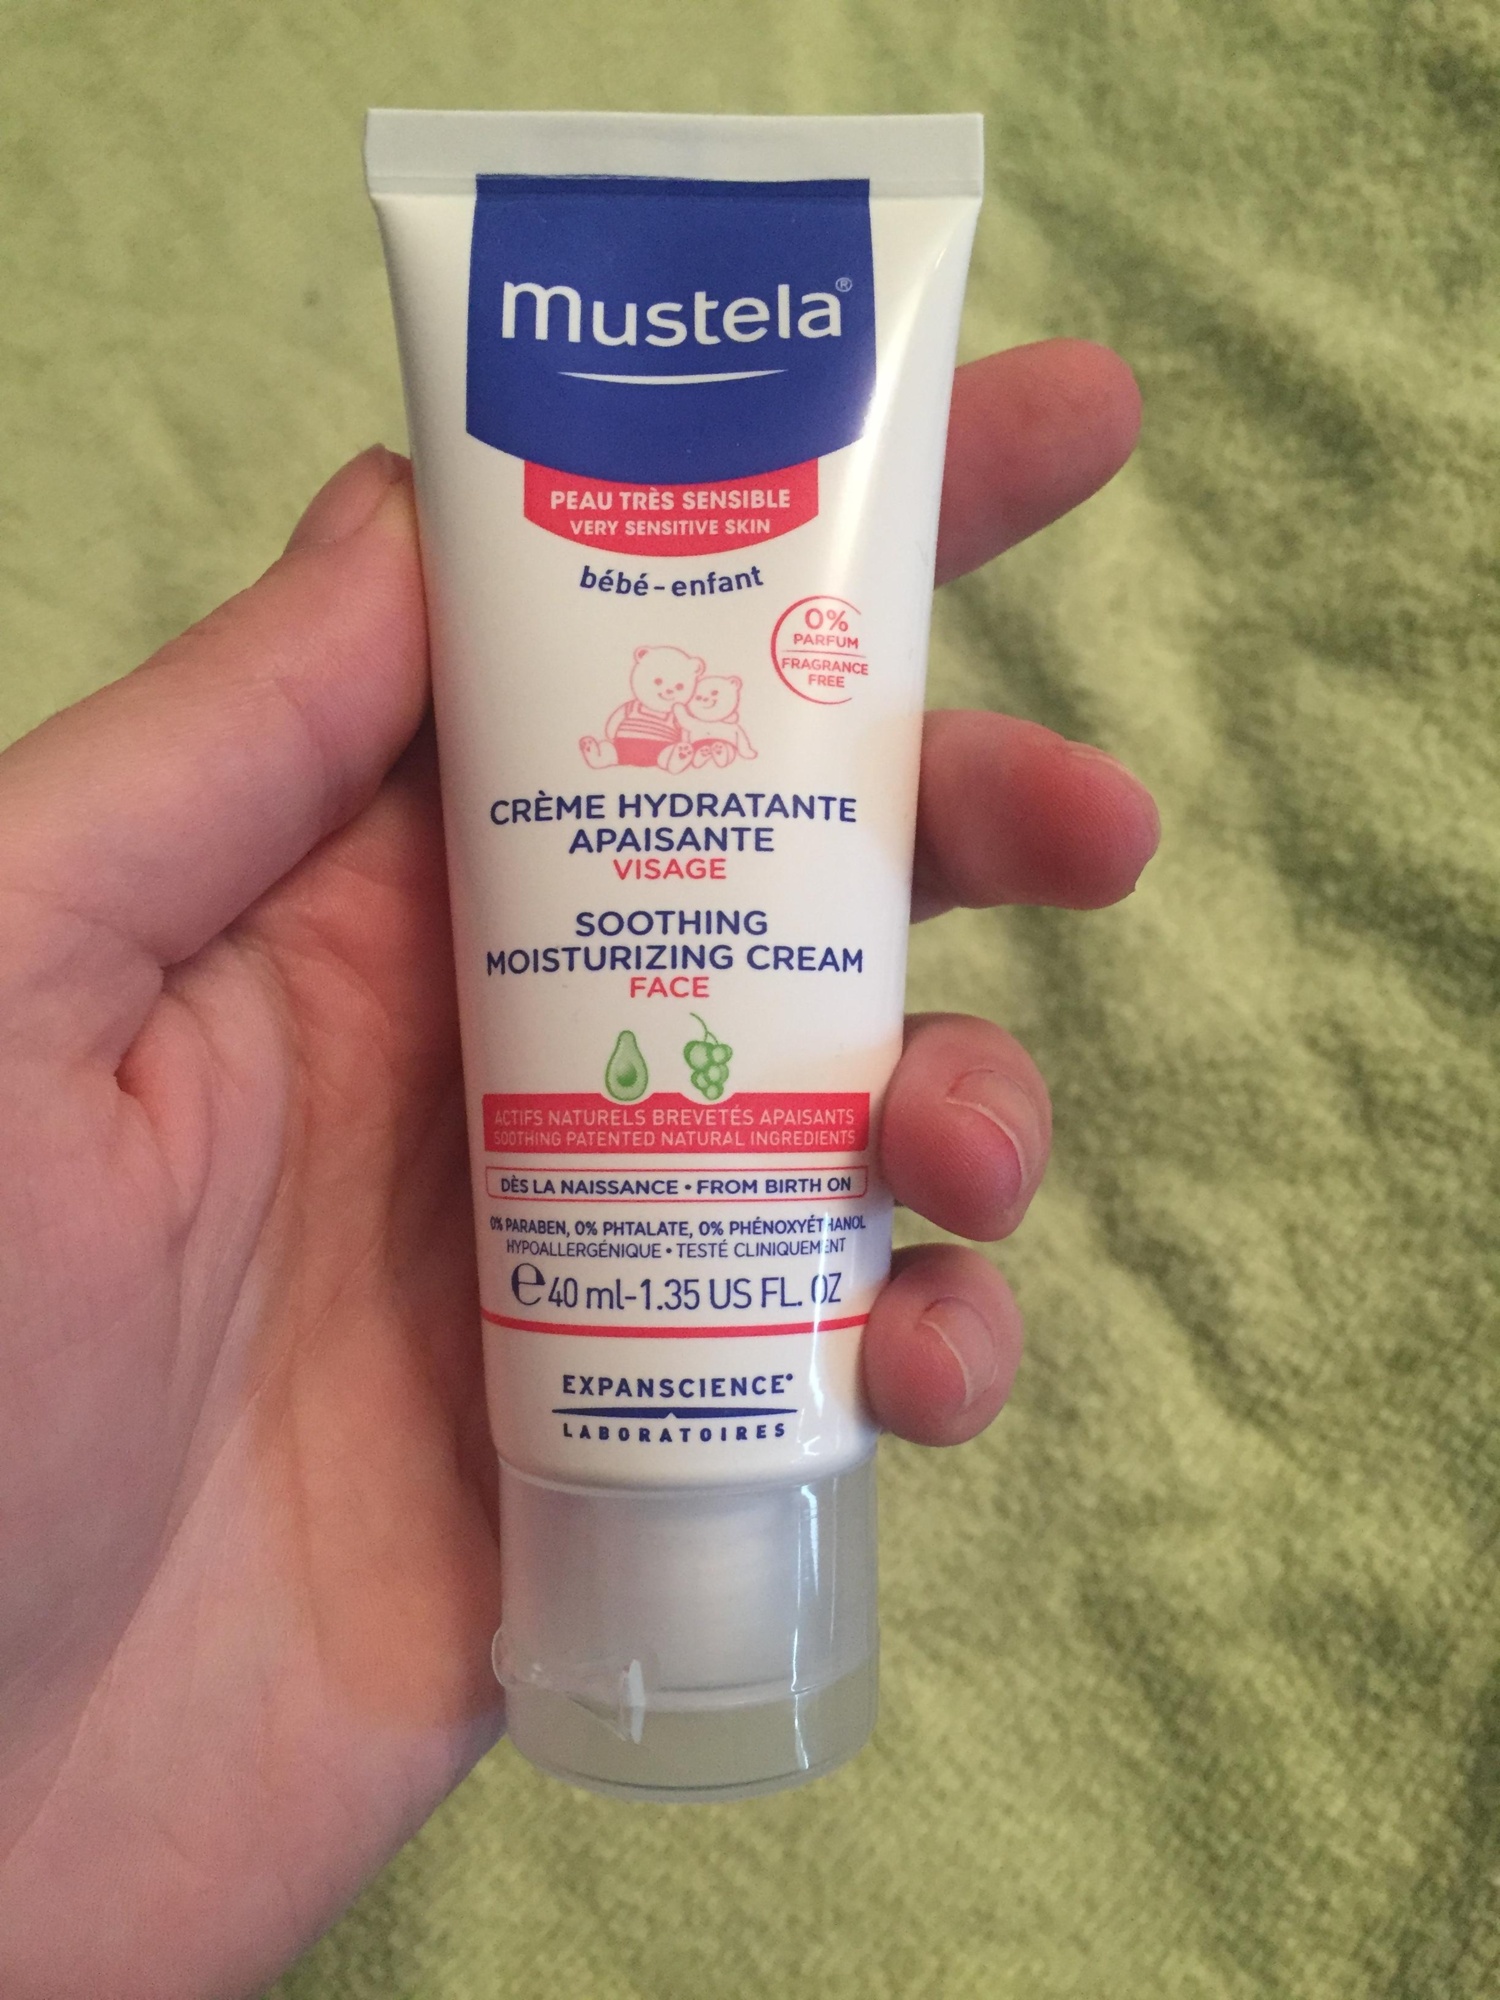 mustela®
PEAU TRÈS SENSIBLE
VERY SENSITIVE SKIN
bébé-enfant
0%
PARFUM
FRAGRANCE
FREE
CRÈME HYDRATANTE
APAISANTE
VISAGE
SOOTHING
MOISTURIZING CREAM
FACE
ACTIFS NATURELS BREVETÉS APAISANTS
SOOTHING PATENTED NATURAL INGREDIENTS
DÈS LA NAISSANCE • FROM BIRTH ON
0% PARABEN, 0% PHTALATE, 0% PHÉNOXYÉTHANOL
HYPOALLERGÉNIQUE • TESTÉ CLINIQUEMENT
℮ 40 ml-1.35 US FL. OZ
EXPANSCIENCE®
LABORATOIRES